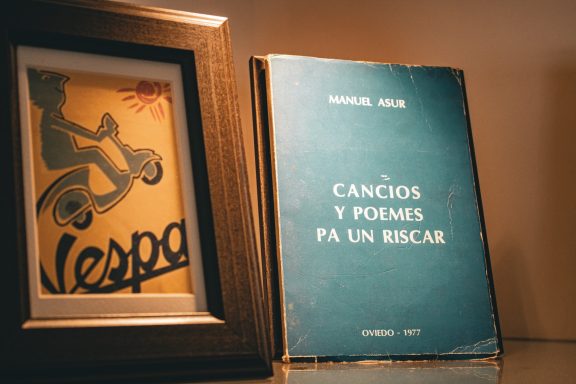 Vespa
MANUEL ASUR
CANCIOS
Y POEMES
PA UN RISCAR
OVIEDO - 1977